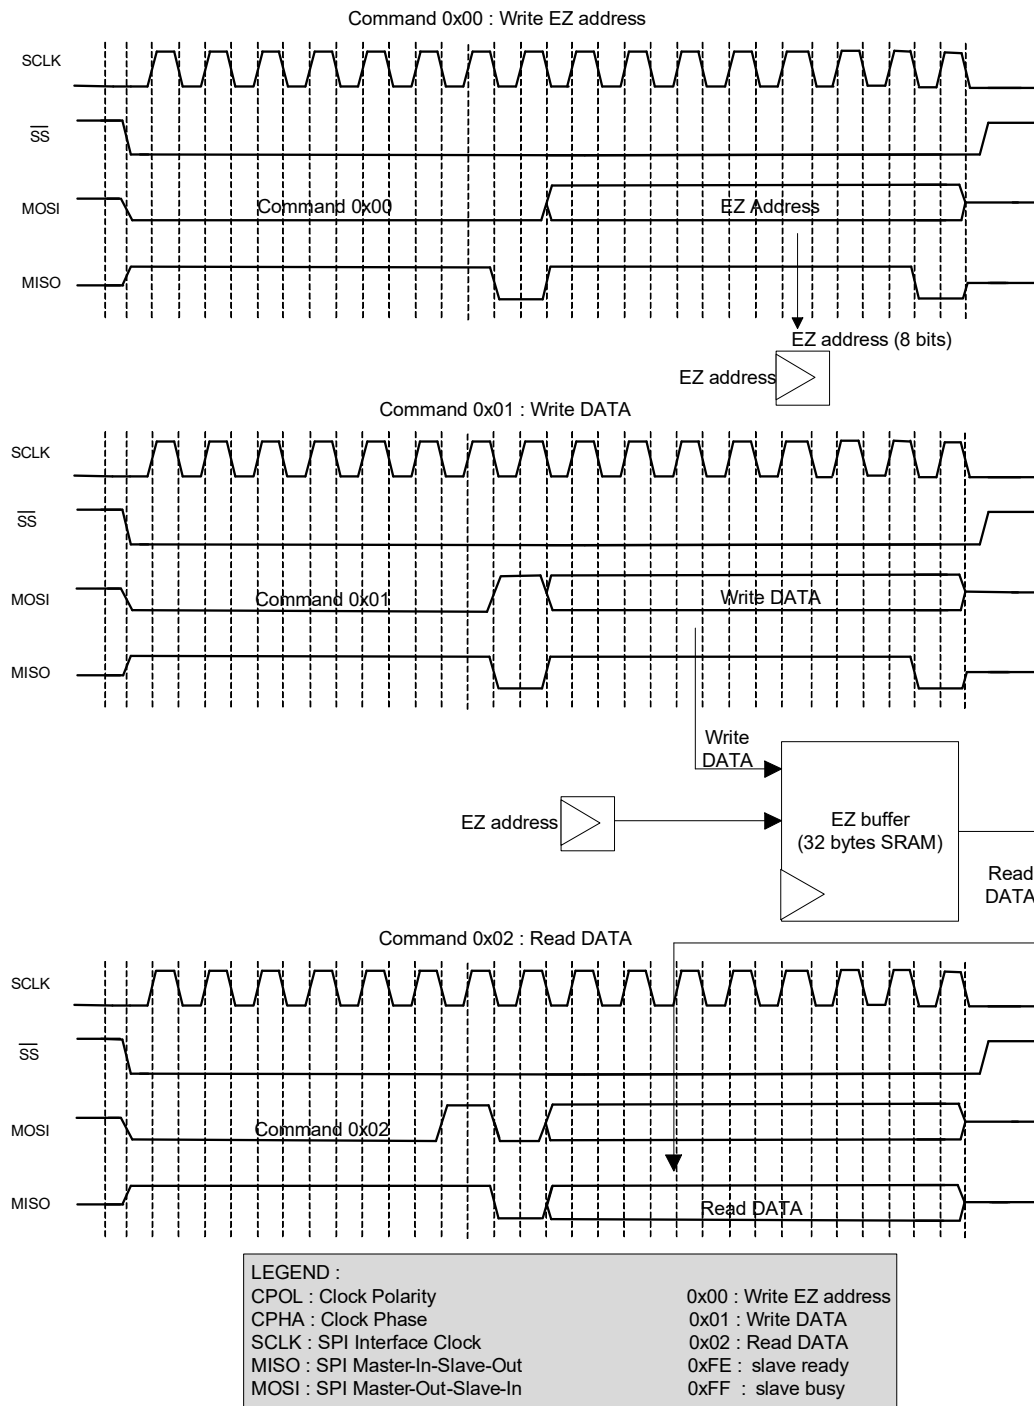 Command 0x00 : Write EZ address
SCLK
SS
MOSI
Command 0x00
EZ Address
MISO
EZ address (8 bits)
EZ address
Command 0x01 : Write DATA
SCLK
SS
MOSI
Command 0x01
Write DATA
MISO
Write
DATA
EZ address
EZ buffer
(32 bytes SRAM)
Read
DATA
Command 0x02 : Read DATA
SCLK
SS
MOSI
Command 0x02
MISO
Read DATA
LEGEND :
CPOL : Clock Polarity
CPHA : Clock Phase
SCLK : SPI Interface Clock
MISO : SPI Master-In-Slave-Out
MOSI : SPI Master-Out-Slave-In
0x00 : Write EZ address
0x01 : Write DATA
0x02 : Read DATA
0xFE : slave ready
0xFF : slave busy